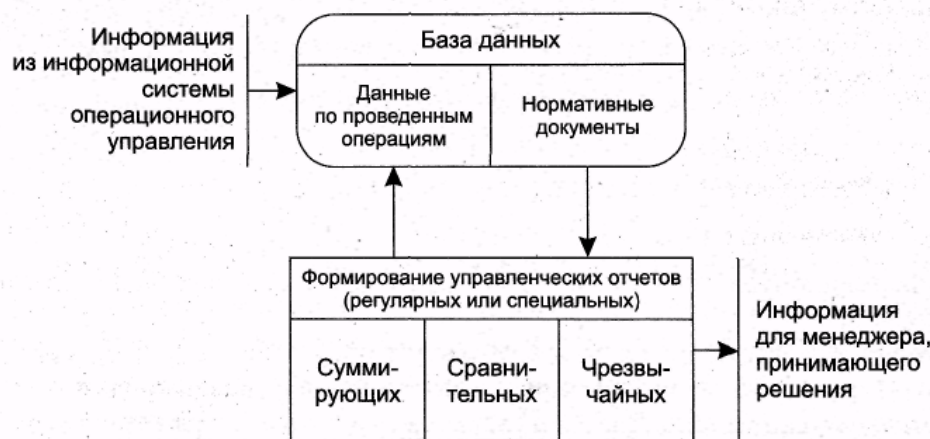 Информация
из информационной
системы
операционного
управления
База данных
Данные
по проведенным
операциям
Нормативные
документы
Формирование управленческих отчетов
(регулярных или специальных)
Сумми-
рующих
Сравни-
тельных
Чрезвы-
чайных
Информация
для менеджера,
принимающего
решения